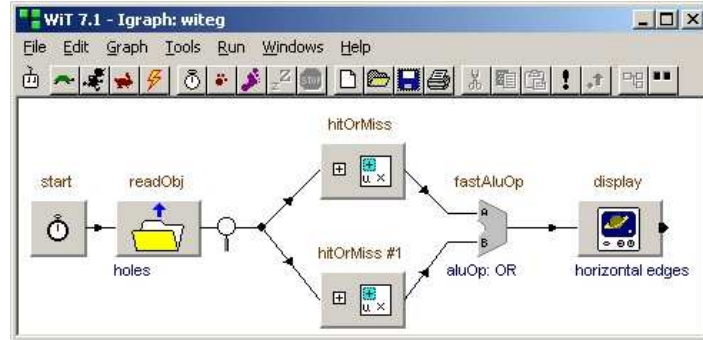 WiT 7.1 - Igraph: witeg
File Edit Graph Tools Run Windows Help
hitOrMiss
start readObj fastAluOp display
A
B
hitOrMiss #1
holes aluOp: OR horizontal edges